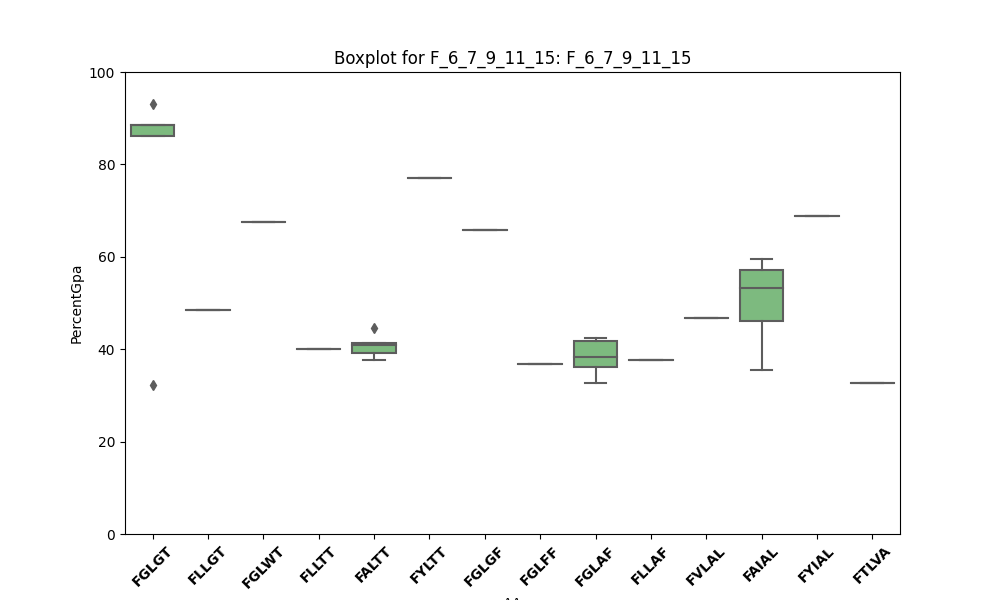 Boxplot for F_6_7_9_11_15: F_6_7_9_11_15
100
80
60
40
20
0
PercentGpa
FGLGT
FLLGT
FGLWT
FLLTT
FALTT
FYLTT
FGLGF
FGLFF
FGLAF
FLLAF
FVLAL
FAIAL
FYIAL
FTLVA